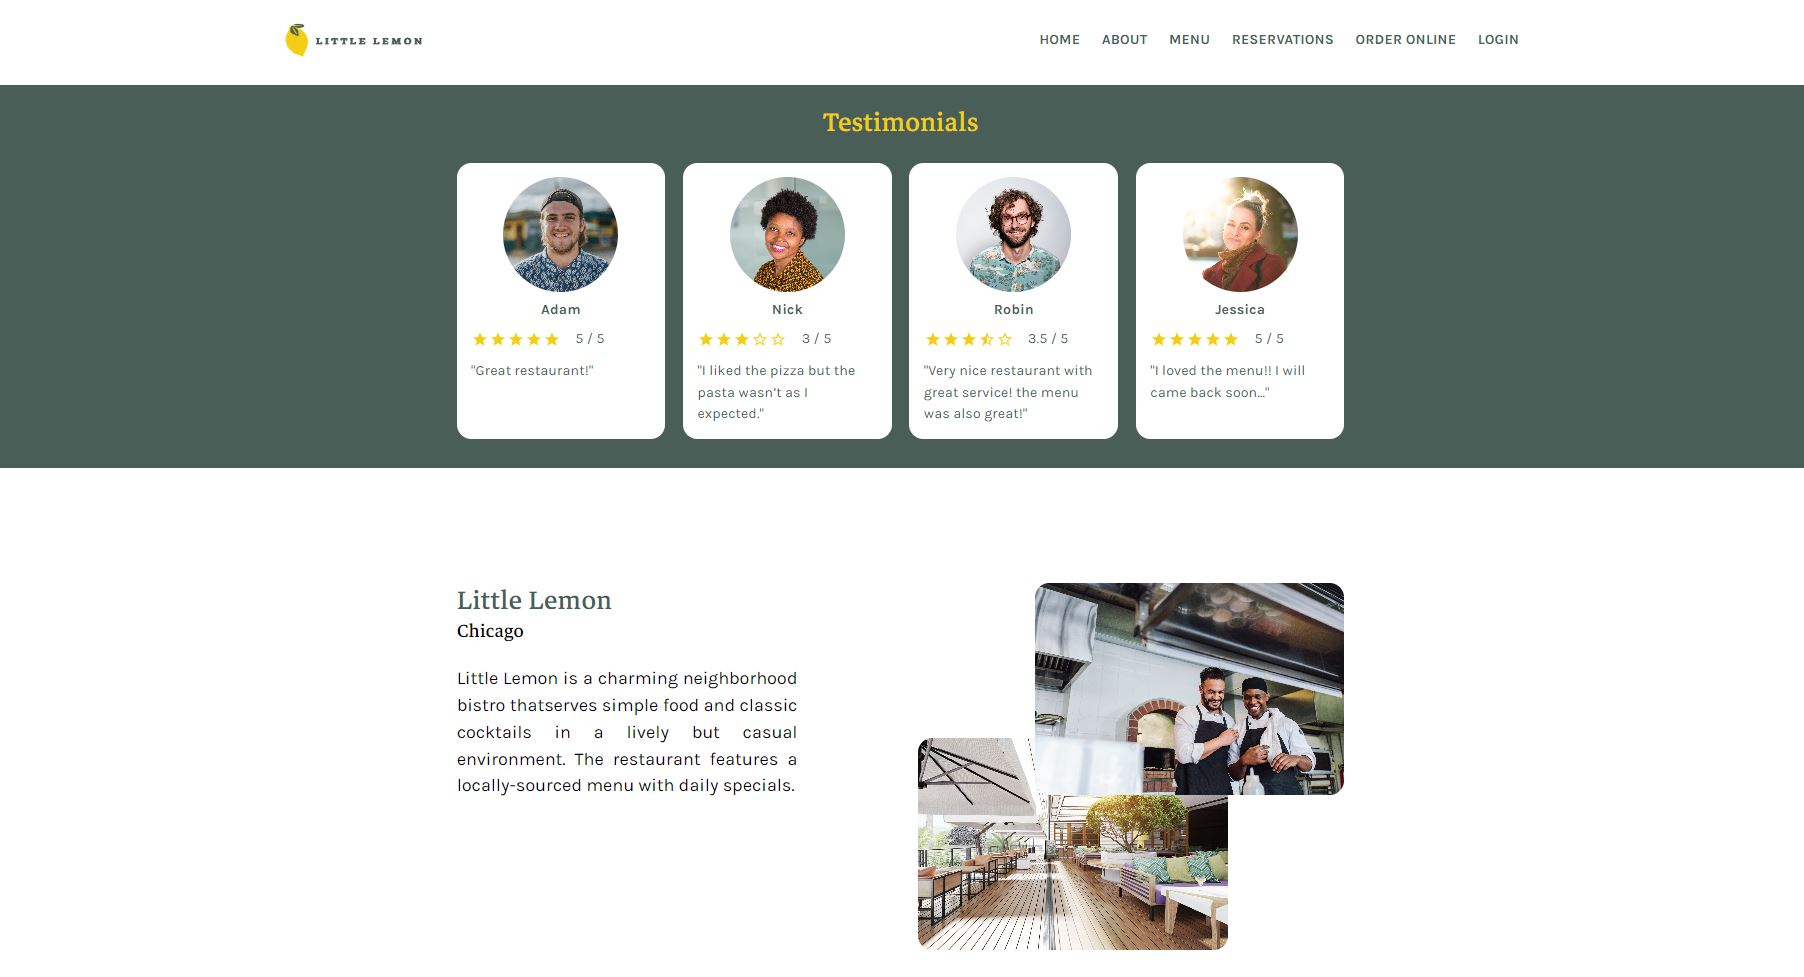 LITTLE LEMON
HOME ABOUT MENU RESERVATIONS ORDER ONLINE LOGIN
Testimonials
Adam
5 / 5
"Great restaurant!"
Nick
3 / 5
"I liked the pizza but the
pasta wasn't as I
expected."
Robin
3.5 / 5
"Very nice restaurant with
great service! the menu
was also great!"
Jessica
5 / 5
"I loved the menu!! I will
came back soon..."
Little Lemon
Chicago
Little Lemon is a charming neighborhood
bistro thatserves simple food and classic
cocktails in a lively but casual
environment. The restaurant features a
locally-sourced menu with daily specials.